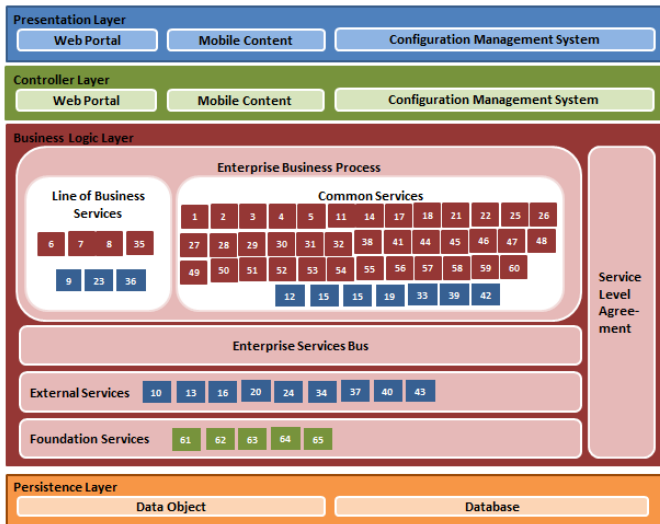 Presentation Layer
Web Portal Mobile Content Configuration Management System
Controller Layer
Web Portal Mobile Content Configuration Management System
Business Logic Layer
Enterprise Business Process
Line of Business
Services
6 7 8 35
9 23 36
Common Services
1 2 3 4 5 11 14 17 18 21 22 25 26
27 28 29 30 31 32 38 41 44 45 46 47 48
49 50 51 52 53 54 55 56 57 58 59 60
12 15 15 19 33 39 42
Service
Level
Agree-
ment
Enterprise Services Bus
External Services 10 13 16 20 24 34 37 40 43
Foundation Services 61 62 63 64 65
Persistence Layer
Data Object Database